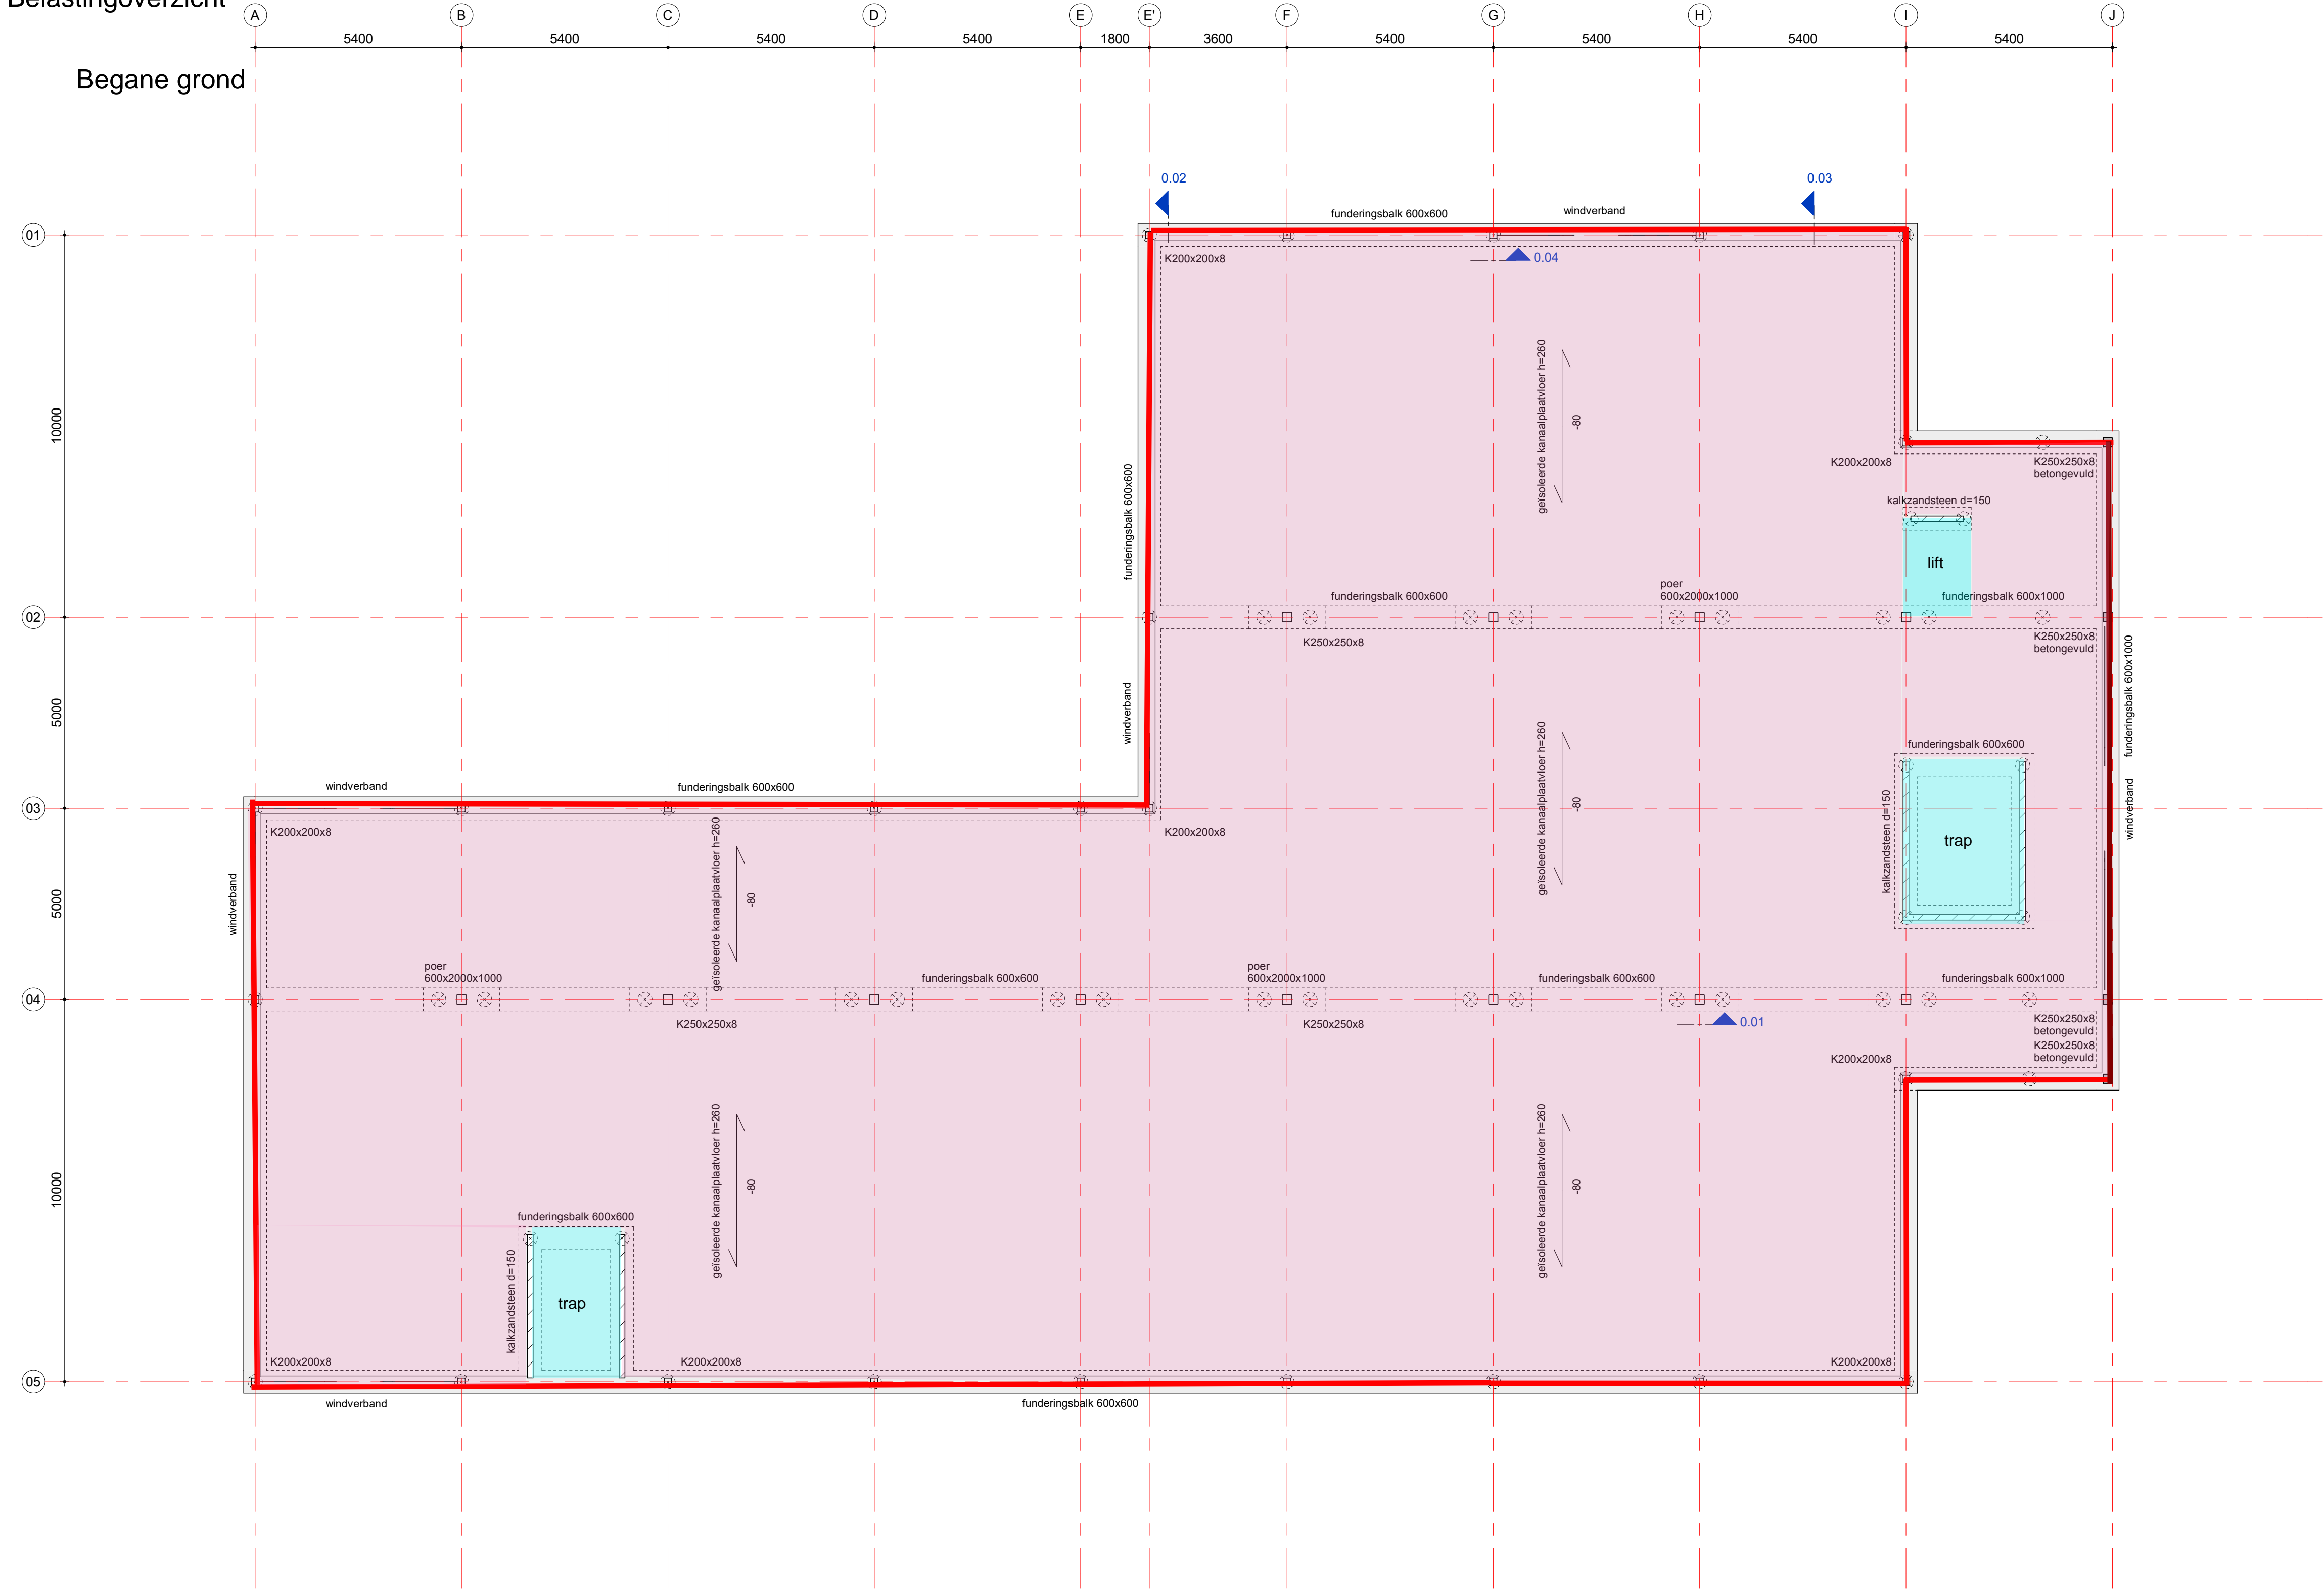 Belastingoverzicht
A B C D E E' F G H I J
5400 5400 5400 5400 1800 3600 5400 5400 5400 5400
Begane grond
0.02 0.03
funderingsbalk 600x600 windverband
01
K200x200x8
0.04
geïsoleerde kanaalplaatvloer h=260
-80
10000
funderingsbalk 600x600
K200x200x8
K250x250x8
betongevuld
kalkzandsteen d=150
lift
poer
600x2000x1000
funderingsbalk 600x600
funderingsbalk 600x1000
02
K250x250x8
K250x250x8
betongevuld
5000
windverband
funderingsbalk 600x1000
windverband
geïsoleerde kanaalplaatvloer h=260
-80
funderingsbalk 600x600
windverband
funderingsbalk 600x600
03
K200x200x8
K200x200x8
kalkzandsteen d=150
trap
5000
windverband
geïsoleerde kanaalplaatvloer h=260
-80
poer
600x2000x1000
funderingsbalk 600x600
poer
600x2000x1000
funderingsbalk 600x600
funderingsbalk 600x1000
04
K250x250x8
K250x250x8
0.01
K250x250x8
betongevuld
K250x250x8
betongevuld
K200x200x8
10000
geïsoleerde kanaalplaatvloer h=260
-80
geïsoleerde kanaalplaatvloer h=260
-80
funderingsbalk 600x600
kalkzandsteen d=150
trap
K200x200x8
K200x200x8
K200x200x8
05
windverband
funderingsbalk 600x600